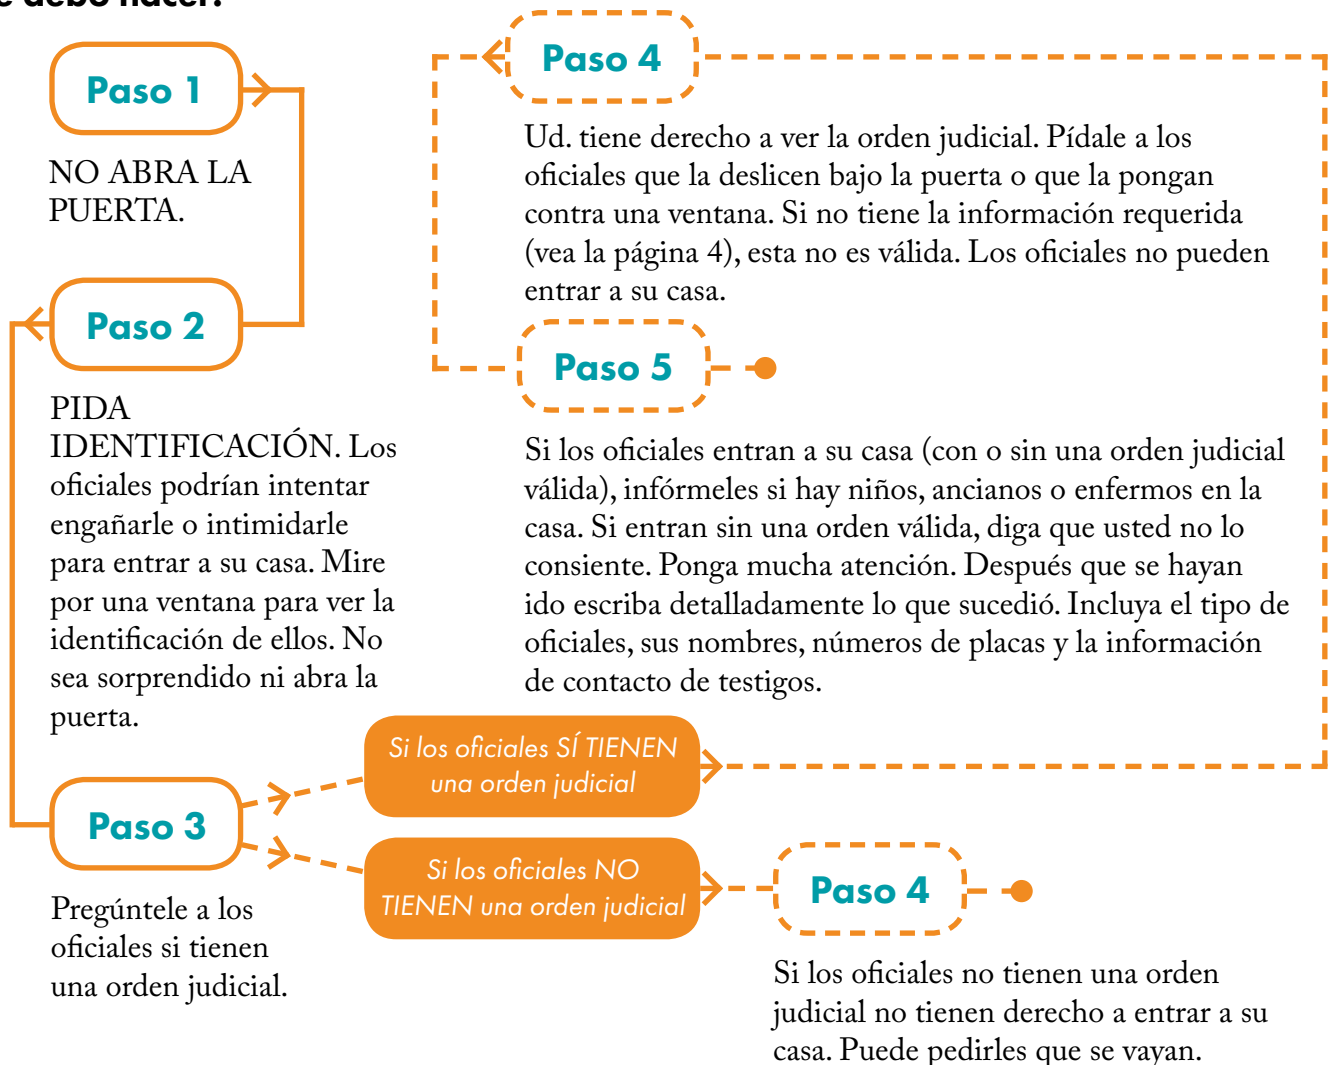 debo hacer?
Paso 1
NO ABRA LA
PUERTA.
Paso 2
PIDA
IDENTIFICACIÓN. Los
oficiales podrían intentar
engañarle o intimidarle
para entrar a su casa. Mire
por una ventana para ver la
identificación de ellos. No
sea sorprendido ni abra la
puerta.
Paso 3
Pregúntele a los
oficiales si tienen
una orden judicial.
Si los oficiales SÍ TIENEN
una orden judicial
Paso 4
Ud. tiene derecho a ver la orden judicial. Pídale a los
oficiales que la deslicen bajo la puerta o que la pongan
contra una ventana. Si no tiene la información requerida
(vea la página 4), esta no es válida. Los oficiales no pueden
entrar a su casa.
Paso 5
Si los oficiales entran a su casa (con o sin una orden judicial
válida), infórmeles si hay niños, ancianos o enfermos en la
casa. Si entran sin una orden válida, diga que usted no lo
consiente. Ponga mucha atención. Después que se hayan
ido escriba detalladamente lo que sucedió. Incluya el tipo de
oficiales, sus nombres, números de placas y la información
de contacto de testigos.
Si los oficiales NO
TIENEN una orden judicial
Paso 4
Si los oficiales no tienen una orden
judicial no tienen derecho a entrar a su
casa. Puede pedirles que se vayan.